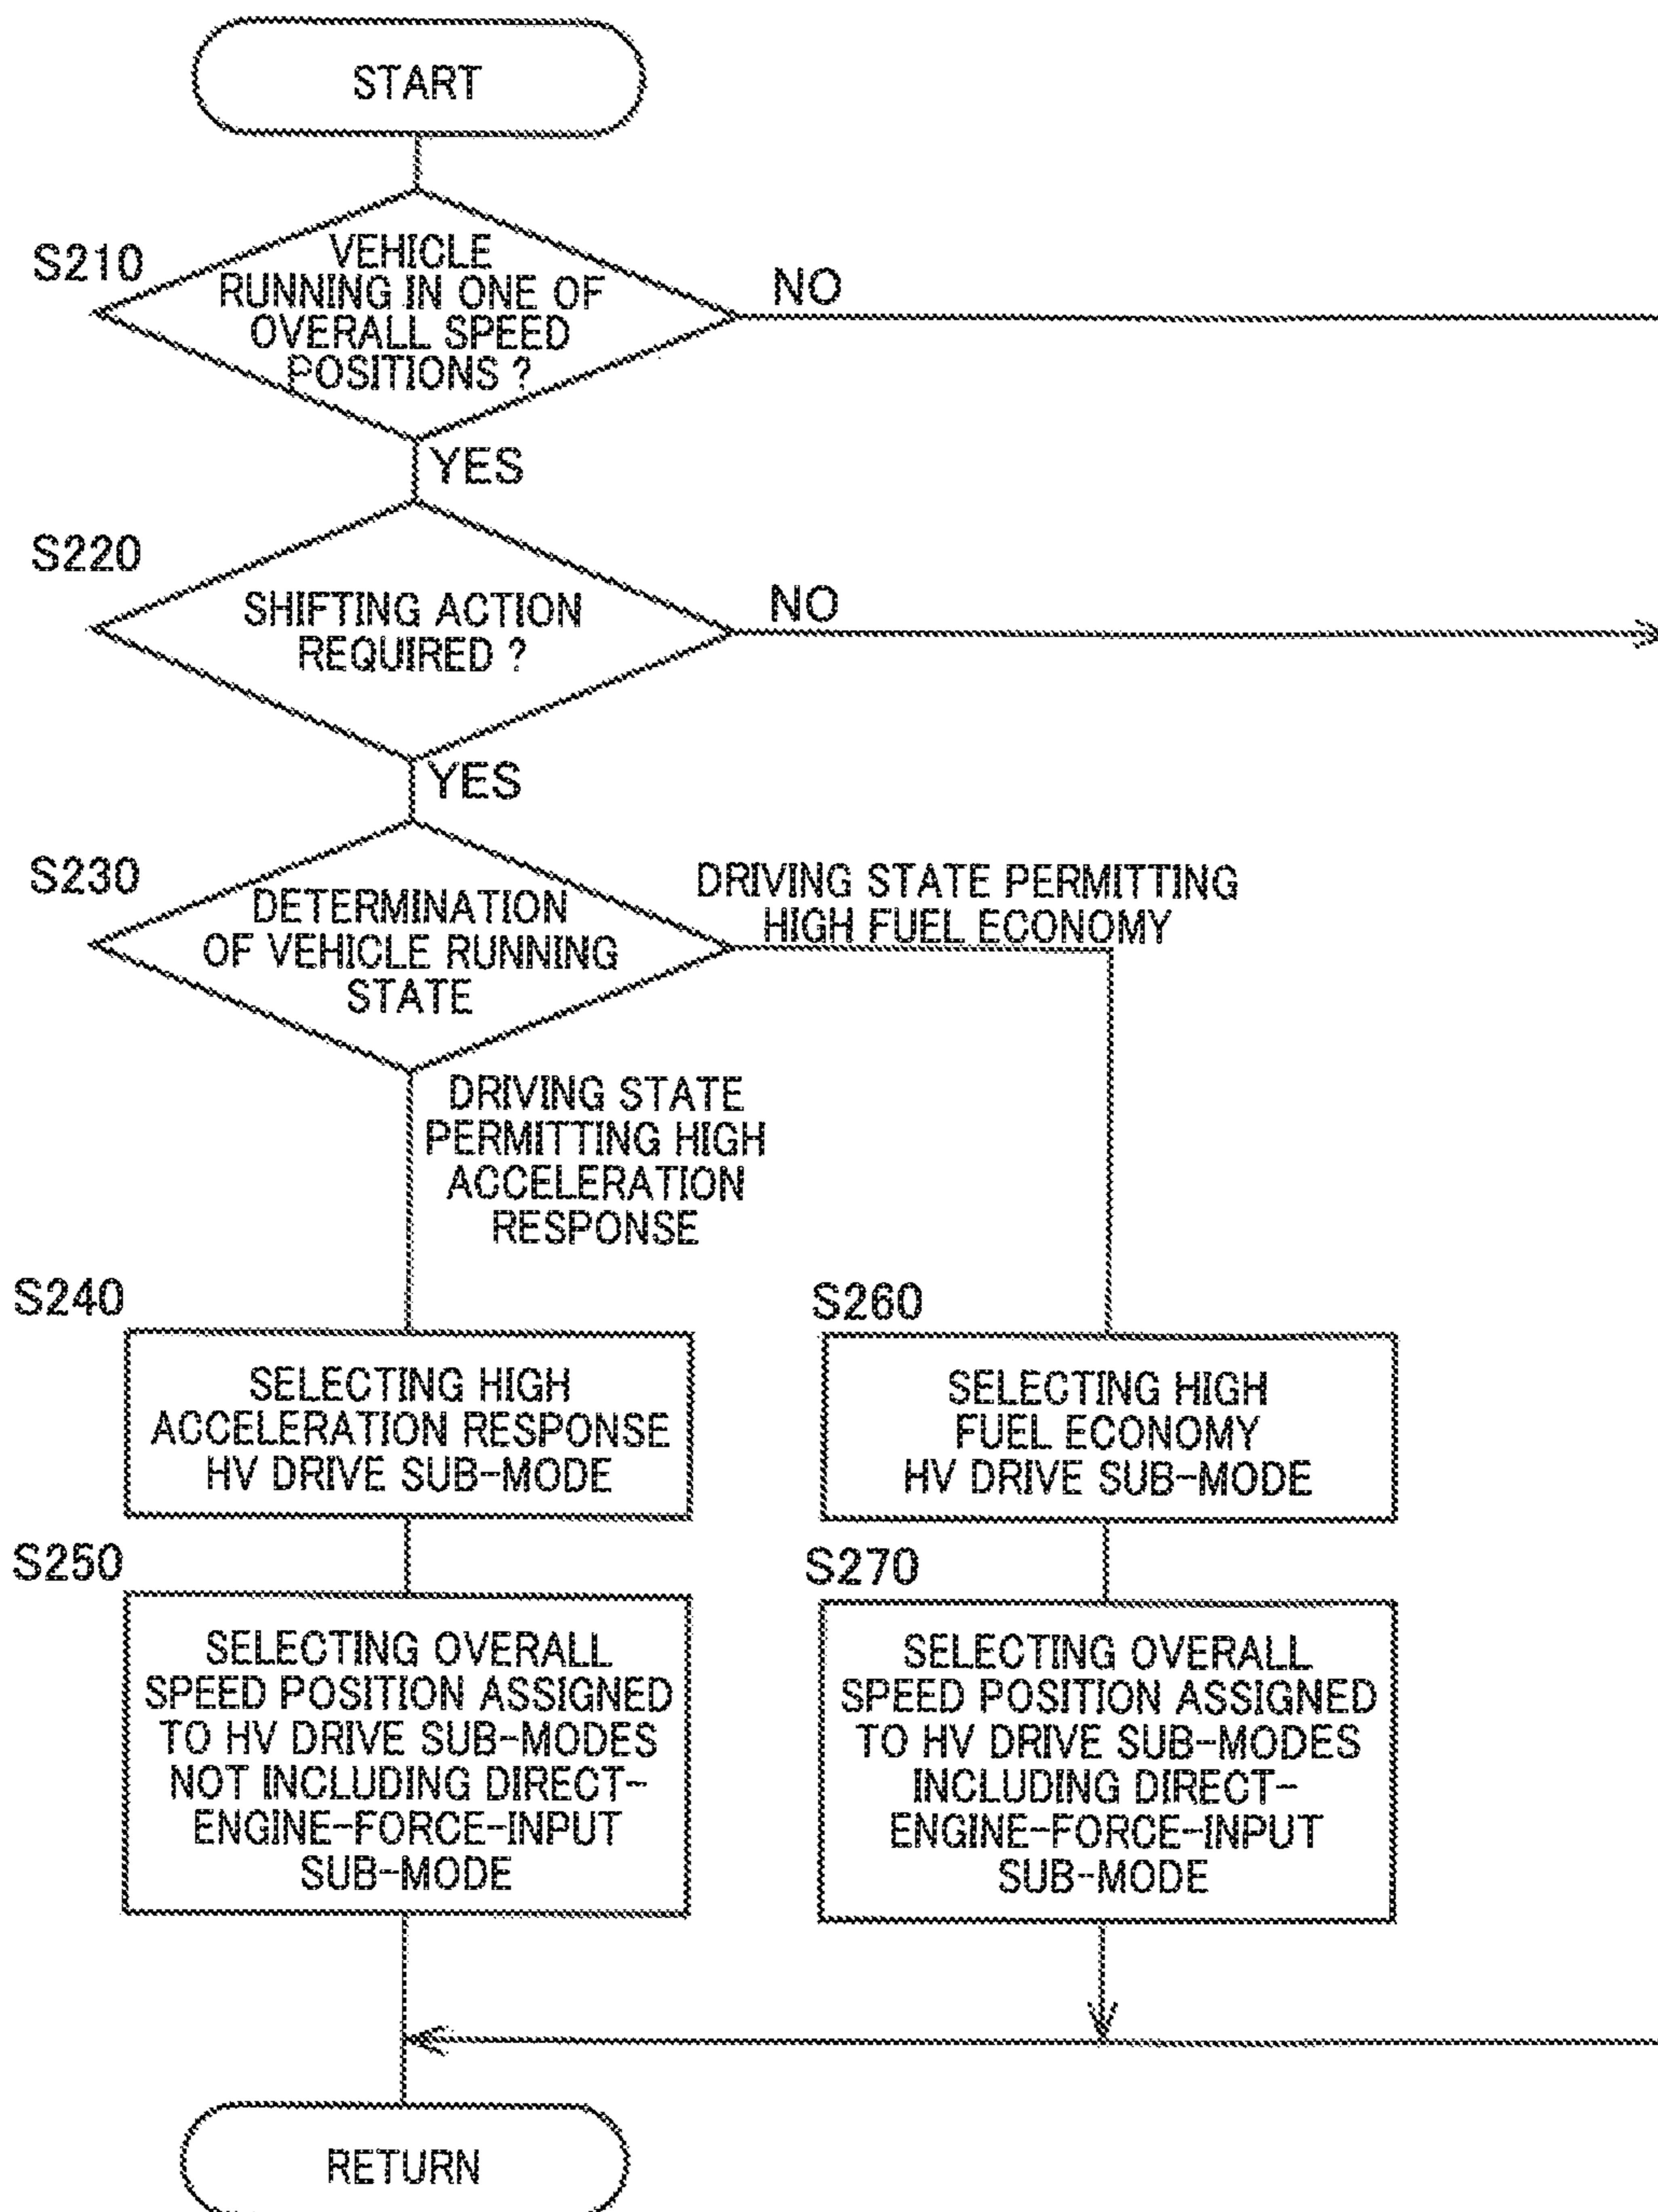 START
S210
VEHICLE
RUNNING IN ONE OF
OVERALL SPEED
POSITIONS ?
NO
YES
S220
SHIFTING ACTION
REQUIRED ?
NO
YES
S230
DETERMINATION
OF VEHICLE RUNNING
STATE
DRIVING STATE PERMITTING
HIGH FUEL ECONOMY
DRIVING STATE
PERMITTING HIGH
ACCELERATION
RESPONSE
S240
SELECTING HIGH
ACCELERATION RESPONSE
HV DRIVE SUB-MODE
S260
SELECTING HIGH
FUEL ECONOMY
HV DRIVE SUB-MODE
S250
SELECTING OVERALL
SPEED POSITION ASSIGNED
TO HV DRIVE SUB-MODES
NOT INCLUDING DIRECT-
ENGINE-FORCE-INPUT
SUB-MODE
S270
SELECTING OVERALL
SPEED POSITION ASSIGNED
TO HV DRIVE SUB-MODES
INCLUDING DIRECT-
ENGINE-FORCE-INPUT
SUB-MODE
RETURN